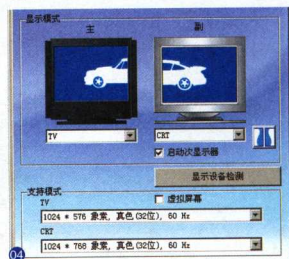 显示模式
主 副
TV CRT
启动次显示器
显示设备检测
支持模式
TV 虚拟屏幕
1024 * 576 象素, 真色(32位), 60 Hz
CRT
1024 * 768 象素, 真色(32位), 60 Hz
04